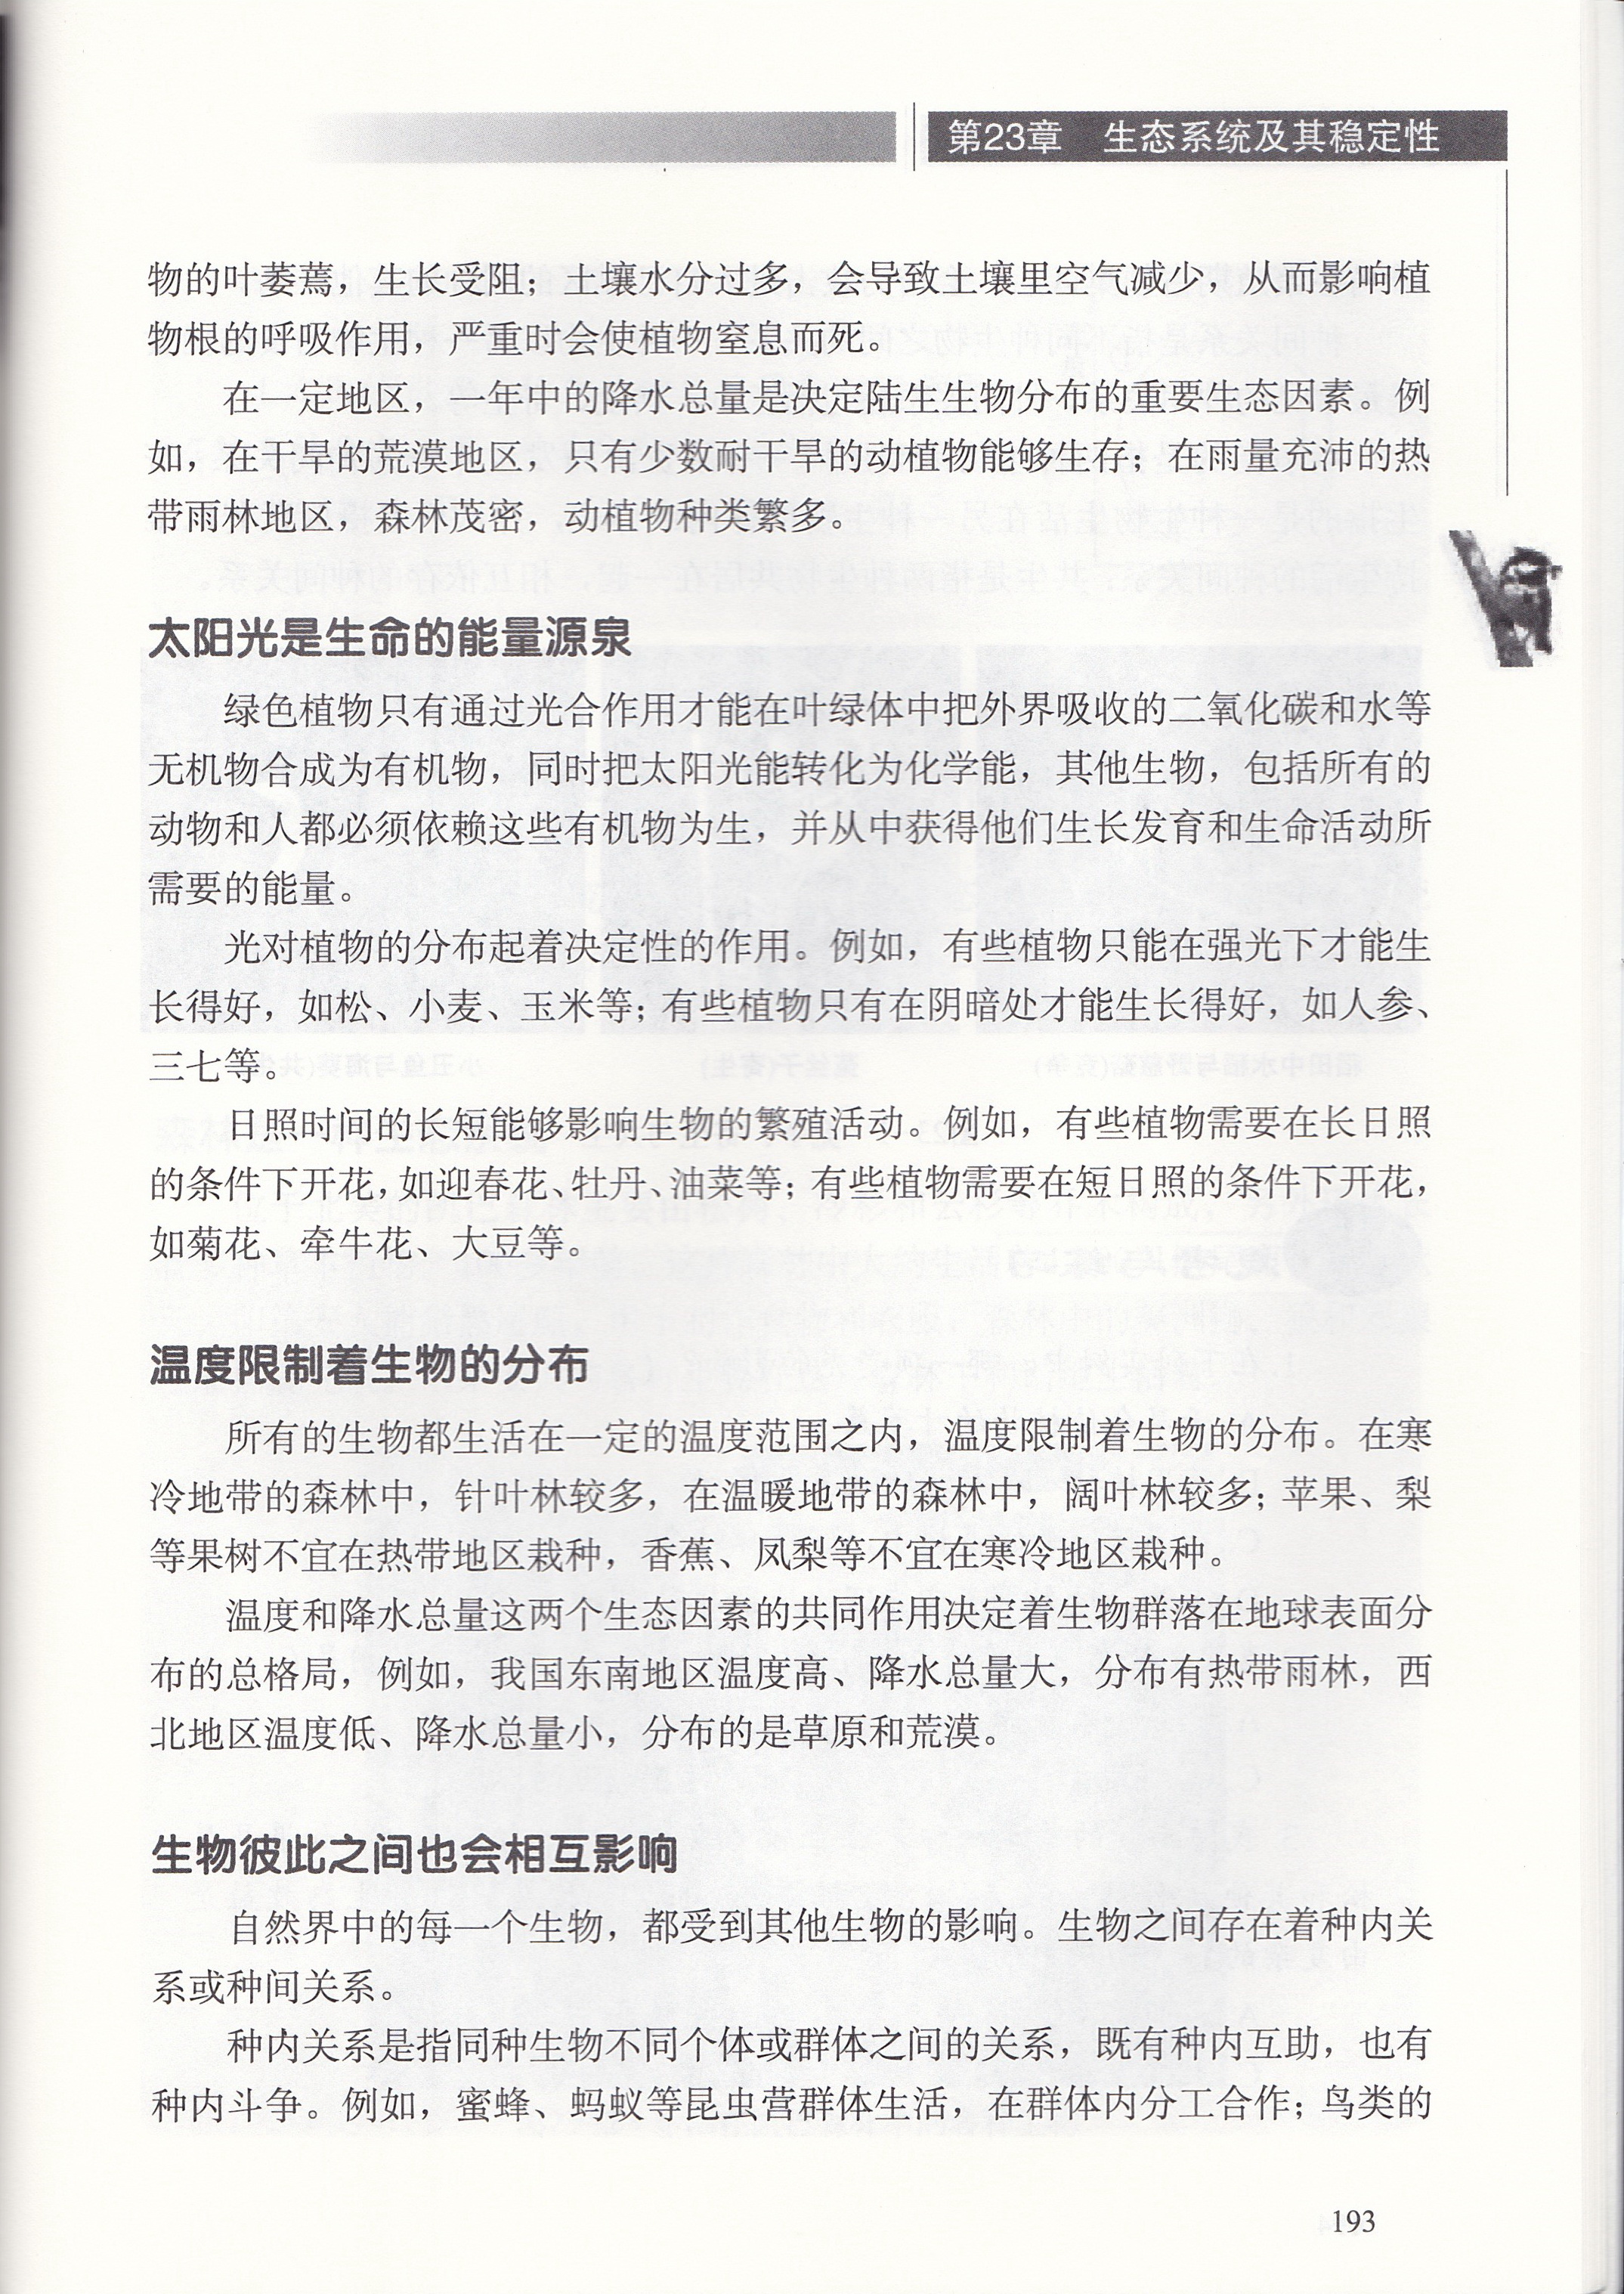 第23章 生态系统及其稳定性
物的叶萎蔫，生长受阻；土壤水分过多，会导致土壤里空气减少，从而影响植
物根的呼吸作用，严重时会使植物窒息而死。
在一定地区，一年中的降水总量是决定陆生生物分布的重要生态因素。例
如，在干旱的荒漠地区，只有少数耐干旱的动植物能够生存；在雨量充沛的热
带雨林地区，森林茂密，动植物种类繁多。
太阳光是生命的能量源泉
绿色植物只有通过光合作用才能在叶绿体中把外界吸收的二氧化碳和水等
无机物合成为有机物，同时把太阳光能转化为化学能，其他生物，包括所有的
动物和人都必须依赖这些有机物为生，并从中获得他们生长发育和生命活动所
需要的能量。
光对植物的分布起着决定性的作用。例如，有些植物只能在强光下才能生
长得好，如松、小麦、玉米等；有些植物只有在阴暗处才能生长得好，如人参、
三七等。
日照时间的长短能够影响生物的繁殖活动。例如，有些植物需要在长日照
的条件下开花，如迎春花、牡丹、油菜等；有些植物需要在短日照的条件下开花，
如菊花、牵牛花、大豆等。
温度限制着生物的分布
所有的生物都生活在一定的温度范围之内，温度限制着生物的分布。在寒
冷地带的森林中，针叶林较多，在温暖地带的森林中，阔叶林较多；苹果、梨
等果树不宜在热带地区栽种，香蕉、凤梨等不宜在寒冷地区栽种。
温度和降水总量这两个生态因素的共同作用决定着生物群落在地球表面分
布的总格局，例如，我国东南地区温度高、降水总量大，分布有热带雨林，西
北地区温度低、降水总量小，分布的是草原和荒漠。
生物彼此之间也会相互影响
自然界中的每一个生物，都受到其他生物的影响。生物之间存在着种内关
系或种间关系。
种内关系是指同种生物不同个体或群体之间的关系，既有种内互助，也有
种内斗争。例如，蜜蜂、蚂蚁等昆虫营群体生活，在群体内分工合作；鸟类的
193